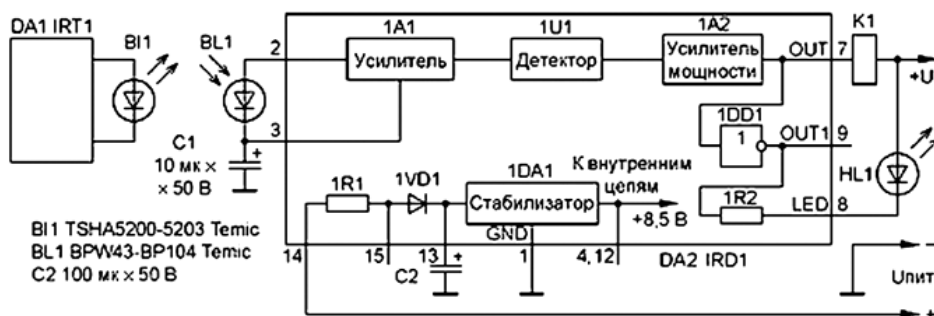 DA1 IRT1
BI1
BL1
2
3
C1
10 мк ×
× 50 В
1A1
Усилитель
1U1
Детектор
1A2
Усилитель
мощности
OUT
7
K1
+U
1DD1
1
OUT1
9
HL1
К внутренним
цепям
+8,5 В
1R1
1VD1
1DA1
Стабилизатор
GND
1R2
LED
8
BI1 TSHA5200-5203 Temic
BL1 BPW43-BP104 Temic
C2 100 мк × 50 В
14
15
13
C2
1
4, 12
DA2 IRD1
−
Uпит
+